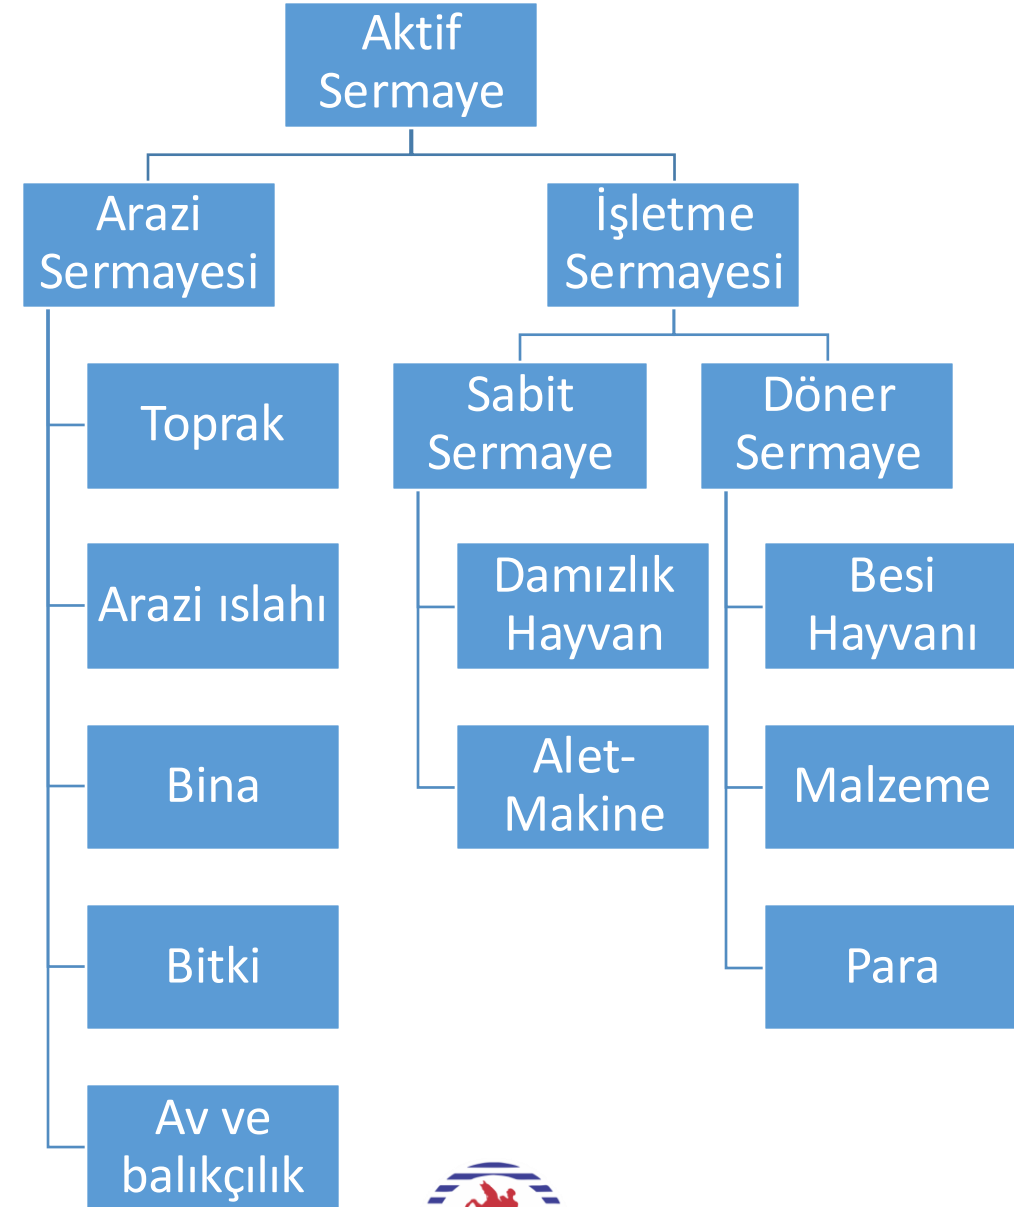 Aktif
Sermaye
Arazi
Sermayesi
İşletme
Sermayesi
Toprak
Arazi ıslahı
Bina
Bitki
Av ve
balıkçılık
Sabit
Sermaye
Damızlık
Hayvan
Alet-
Makine
Döner
Sermaye
Besi
Hayvanı
Malzeme
Para